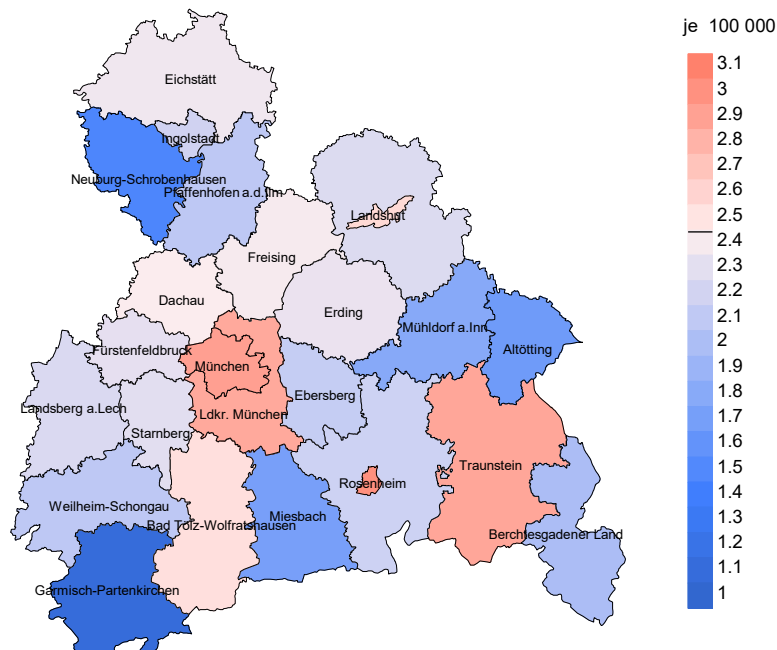 je 100 000
3.1
3
2.9
2.8
2.7
2.6
2.5
2.4
2.3
2.2
2.1
2
1.9
1.8
1.7
1.6
1.5
1.4
1.3
1.2
1.1
1
Eichstätt
Ingolstadt
Neuburg-Schrobenhausen
Pfaffenhofen a.d.Ilm
Landshut
Freising
Dachau
Erding
Mühldorf a.Inn
Altötting
Fürstenfeldbruck
München
Ebersberg
Landsberg a.Lech
Ldkr. München
Starnberg
Traunstein
Rosenheim
Weilheim-Schongau
Miesbach
Bad Tölz-Wolfratshausen
Berchtesgadener Land
Garmisch-Partenkirchen